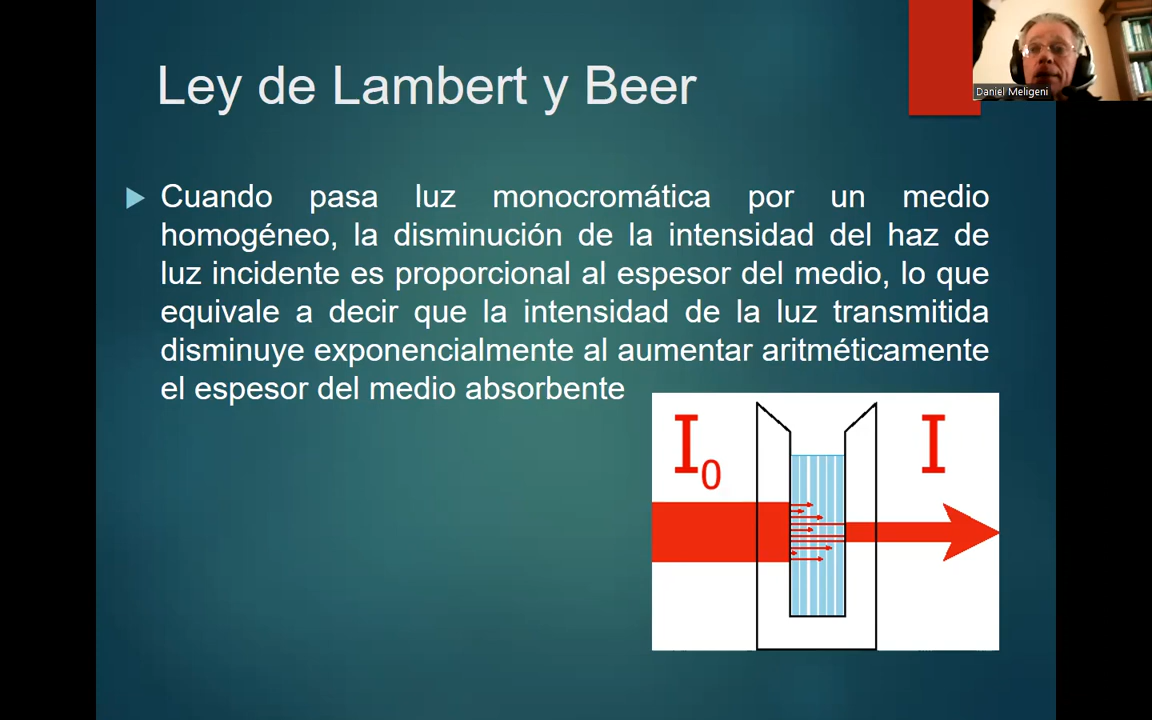 Ley de Lambert y Beer
Daniel Meligeni
Cuando pasa luz monocromática por un medio
homogéneo, la disminución de la intensidad del haz de
luz incidente es proporcional al espesor del medio, lo que
equivale a decir que la intensidad de la luz transmitida
disminuye exponencialmente al aumentar aritméticamente
el espesor del medio absorbente
I0
I